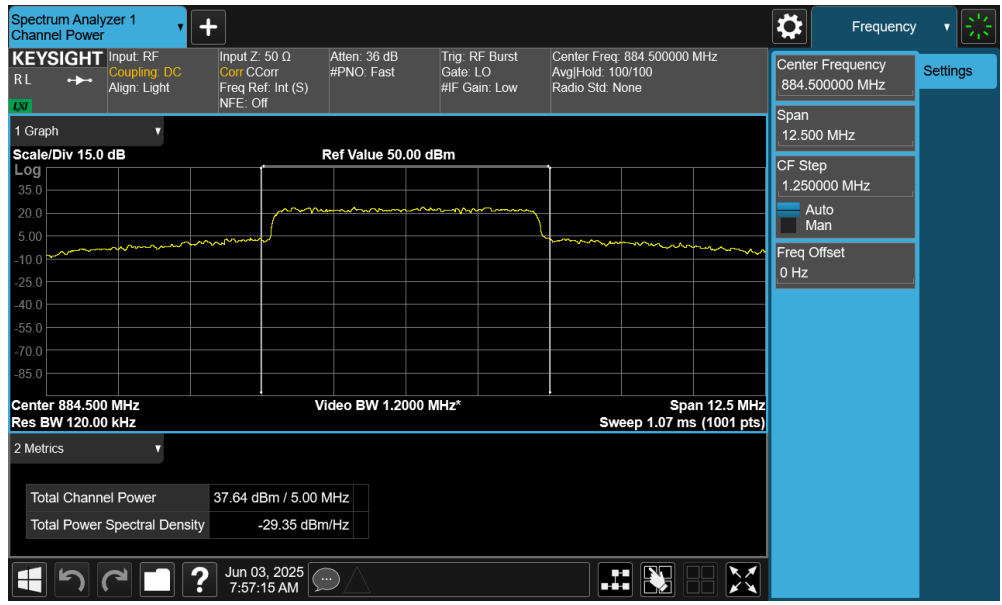 Spectrum Analyzer 1
Channel Power
Frequency
KEYSIGHT
R L
LXI
Input: RF
Coupling: DC
Align: Light
Input Z: 50 Ω
Corr CCorr
Freq Ref: Int (S)
NFE: Off
Atten: 36 dB
#PNO: Fast
Trig: RF Burst
Gate: LO
#IF Gain: Low
Center Freq: 884.500000 MHz
Avg|Hold: 100/100
Radio Std: None
Center Frequency
884.500000 MHz
Settings
Span
12.500 MHz
CF Step
1.250000 MHz
Auto
Man
Freq Offset
0 Hz
1 Graph
Scale/Div 15.0 dB
Ref Value 50.00 dBm
Log
35.0
20.0
5.00
-10.0
-25.0
-40.0
-55.0
-70.0
-85.0
Center 884.500 MHz
Video BW 1.2000 MHz*
Span 12.5 MHz
Res BW 120.00 kHz
Sweep 1.07 ms (1001 pts)
2 Metrics
Total Channel Power 37.64 dBm / 5.00 MHz
Total Power Spectral Density -29.35 dBm/Hz
?
Jun 03, 2025
7:57:15 AM